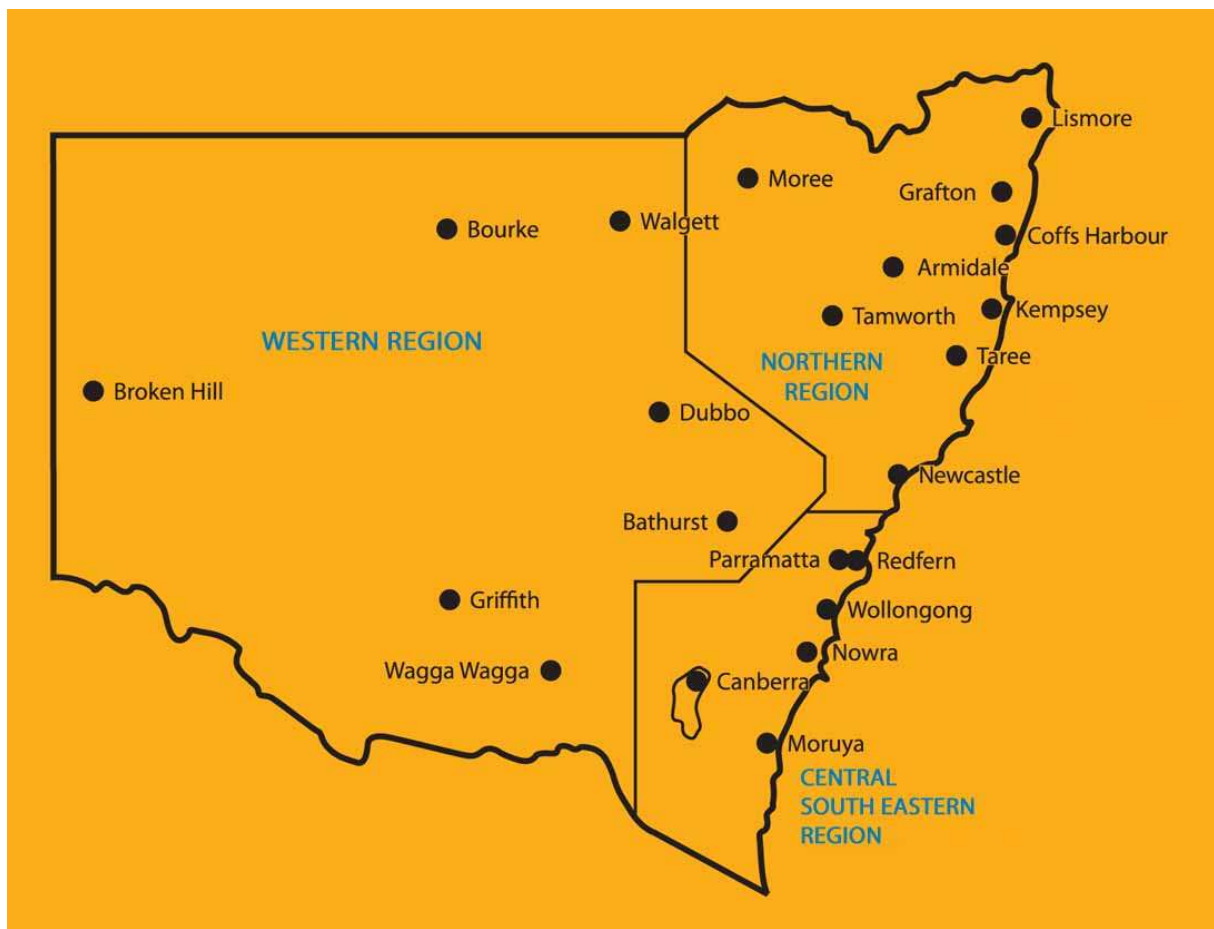 Lismore
Moree
Grafton
Bourke
Walgett
Coffs Harbour
Armidale
Tamworth
Kempsey
WESTERN REGION
NORTHERN
REGION
Taree
Broken Hill
Dubbo
Newcastle
Bathurst
Parramatta
Redfern
Griffith
Wollongong
Nowra
Wagga Wagga
Canberra
Moruya
CENTRAL
SOUTH EASTERN
REGION